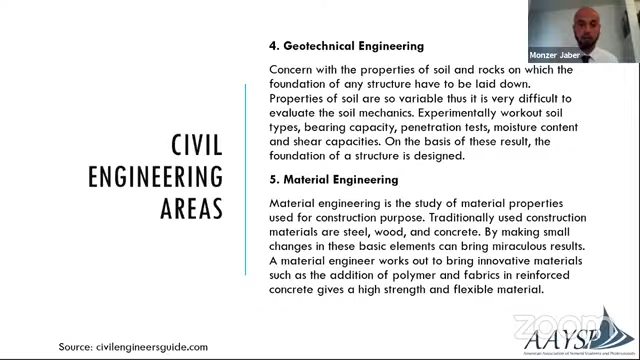 Monzer Jaber
CIVIL
ENGINEERING
AREAS
4. Geotechnical Engineering
Concern with the properties of soil and rocks on which the
foundation of any structure have to be laid down.
Properties of soil are so variable thus it is very difficult to
evaluate the soil mechanics. Experimentally workout soil
types, bearing capacity, penetration tests, moisture content
and shear capacities. On the basis of these result, the
foundation of a structure is designed.
5. Material Engineering
Material engineering is the study of material properties
used for construction purpose. Traditionally used construction
materials are steel, wood, and concrete. By making small
changes in these basic elements can bring miraculous results.
A material engineer works out to bring innovative materials
such as the addition of polymer and fabrics in reinforced
concrete gives a high strength and flexible material.
Source: civilengineersguide.com
zoom
AAYSP